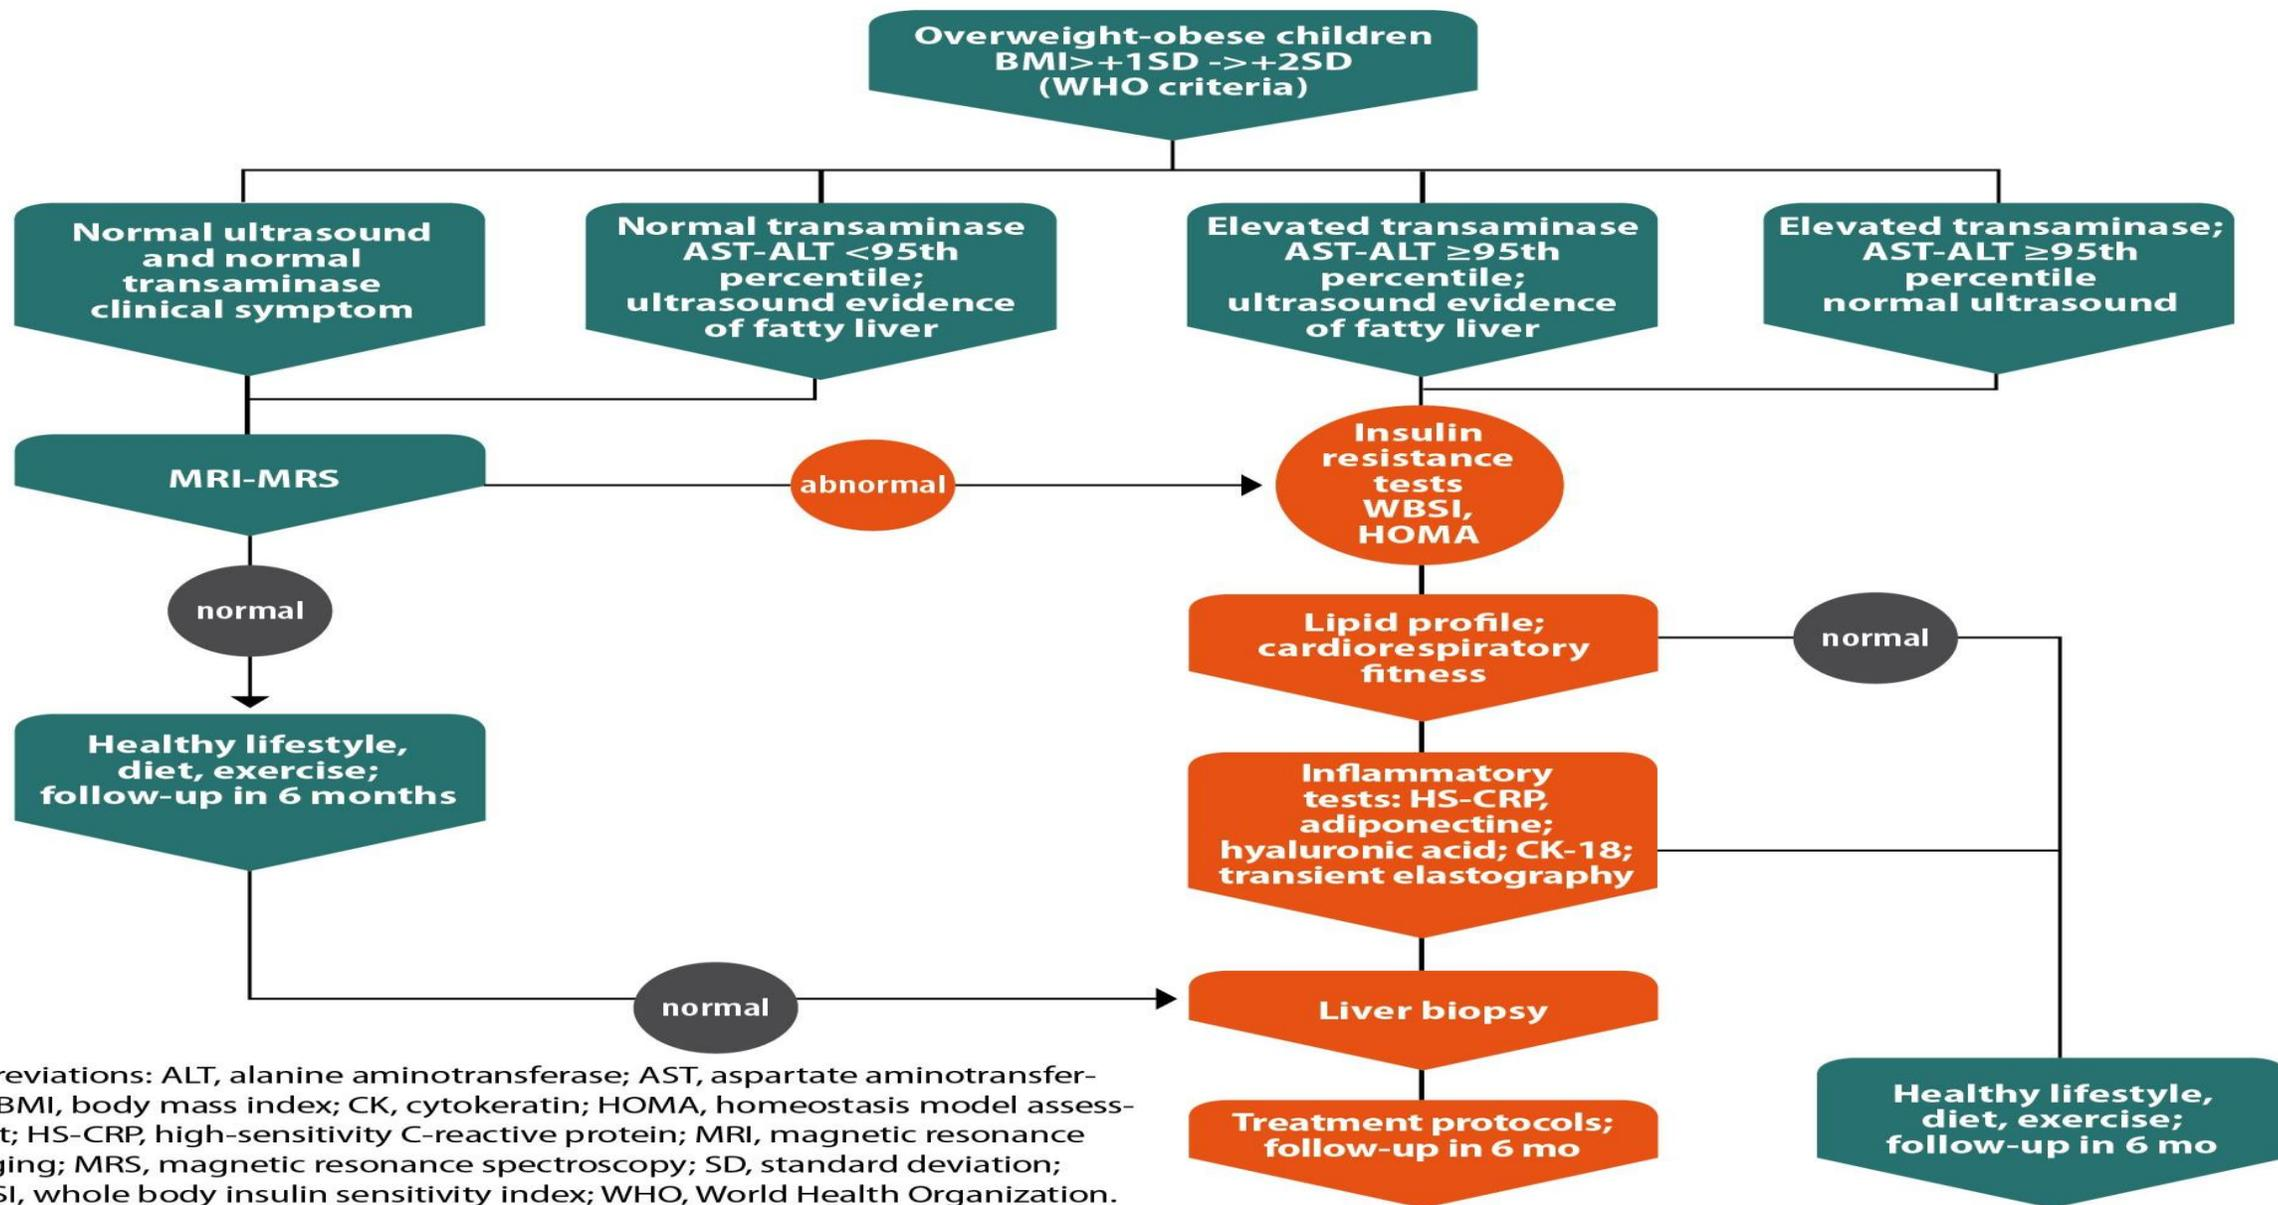 Overweight-obese children
BMI>+1SD ->+2SD
(WHO criteria)
Normal ultrasound
and normal
transaminase
clinical symptom
Normal transaminase
AST-ALT <95th
percentile;
ultrasound evidence
of fatty liver
Elevated transaminase
AST-ALT ≥95th
percentile;
ultrasound evidence
of fatty liver
Elevated transaminase;
AST-ALT ≥95th
percentile
normal ultrasound
MRI-MRS
abnormal
Insulin
resistance
tests
WBSI,
HOMA
normal
Lipid profile;
cardiorespiratory
fitness
normal
Healthy lifestyle,
diet, exercise;
follow-up in 6 months
Inflammatory
tests: HS-CRP,
adiponectine;
hyaluronic acid; CK-18;
transient elastography
normal
Liver biopsy
Treatment protocols;
follow-up in 6 mo
Healthy lifestyle,
diet, exercise;
follow-up in 6 mo
reviations: ALT, alanine aminotransferase; AST, aspartate aminotransfer-
BMI, body mass index; CK, cytokeratin; HOMA, homeostasis model assess-
t; HS-CRP, high-sensitivity C-reactive protein; MRI, magnetic resonance
ging; MRS, magnetic resonance spectroscopy; SD, standard deviation;
SI, whole body insulin sensitivity index; WHO, World Health Organization.